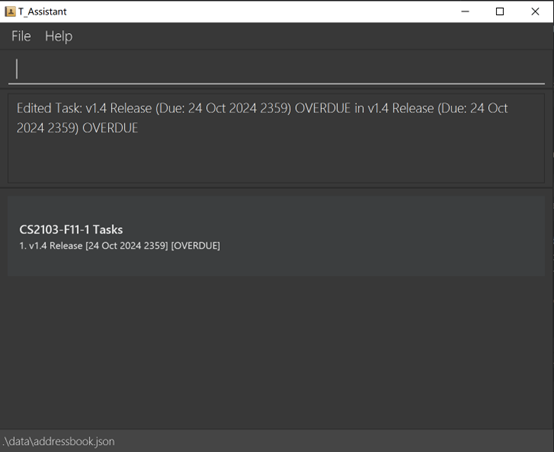 T_Assistant
File Help
Edited Task: v1.4 Release (Due: 24 Oct 2024 2359) OVERDUE in v1.4 Release (Due: 24 Oct
2024 2359) OVERDUE
CS2103-F11-1 Tasks
1. v1.4 Release [24 Oct 2024 2359] [OVERDUE]
.\data\addressbook.json